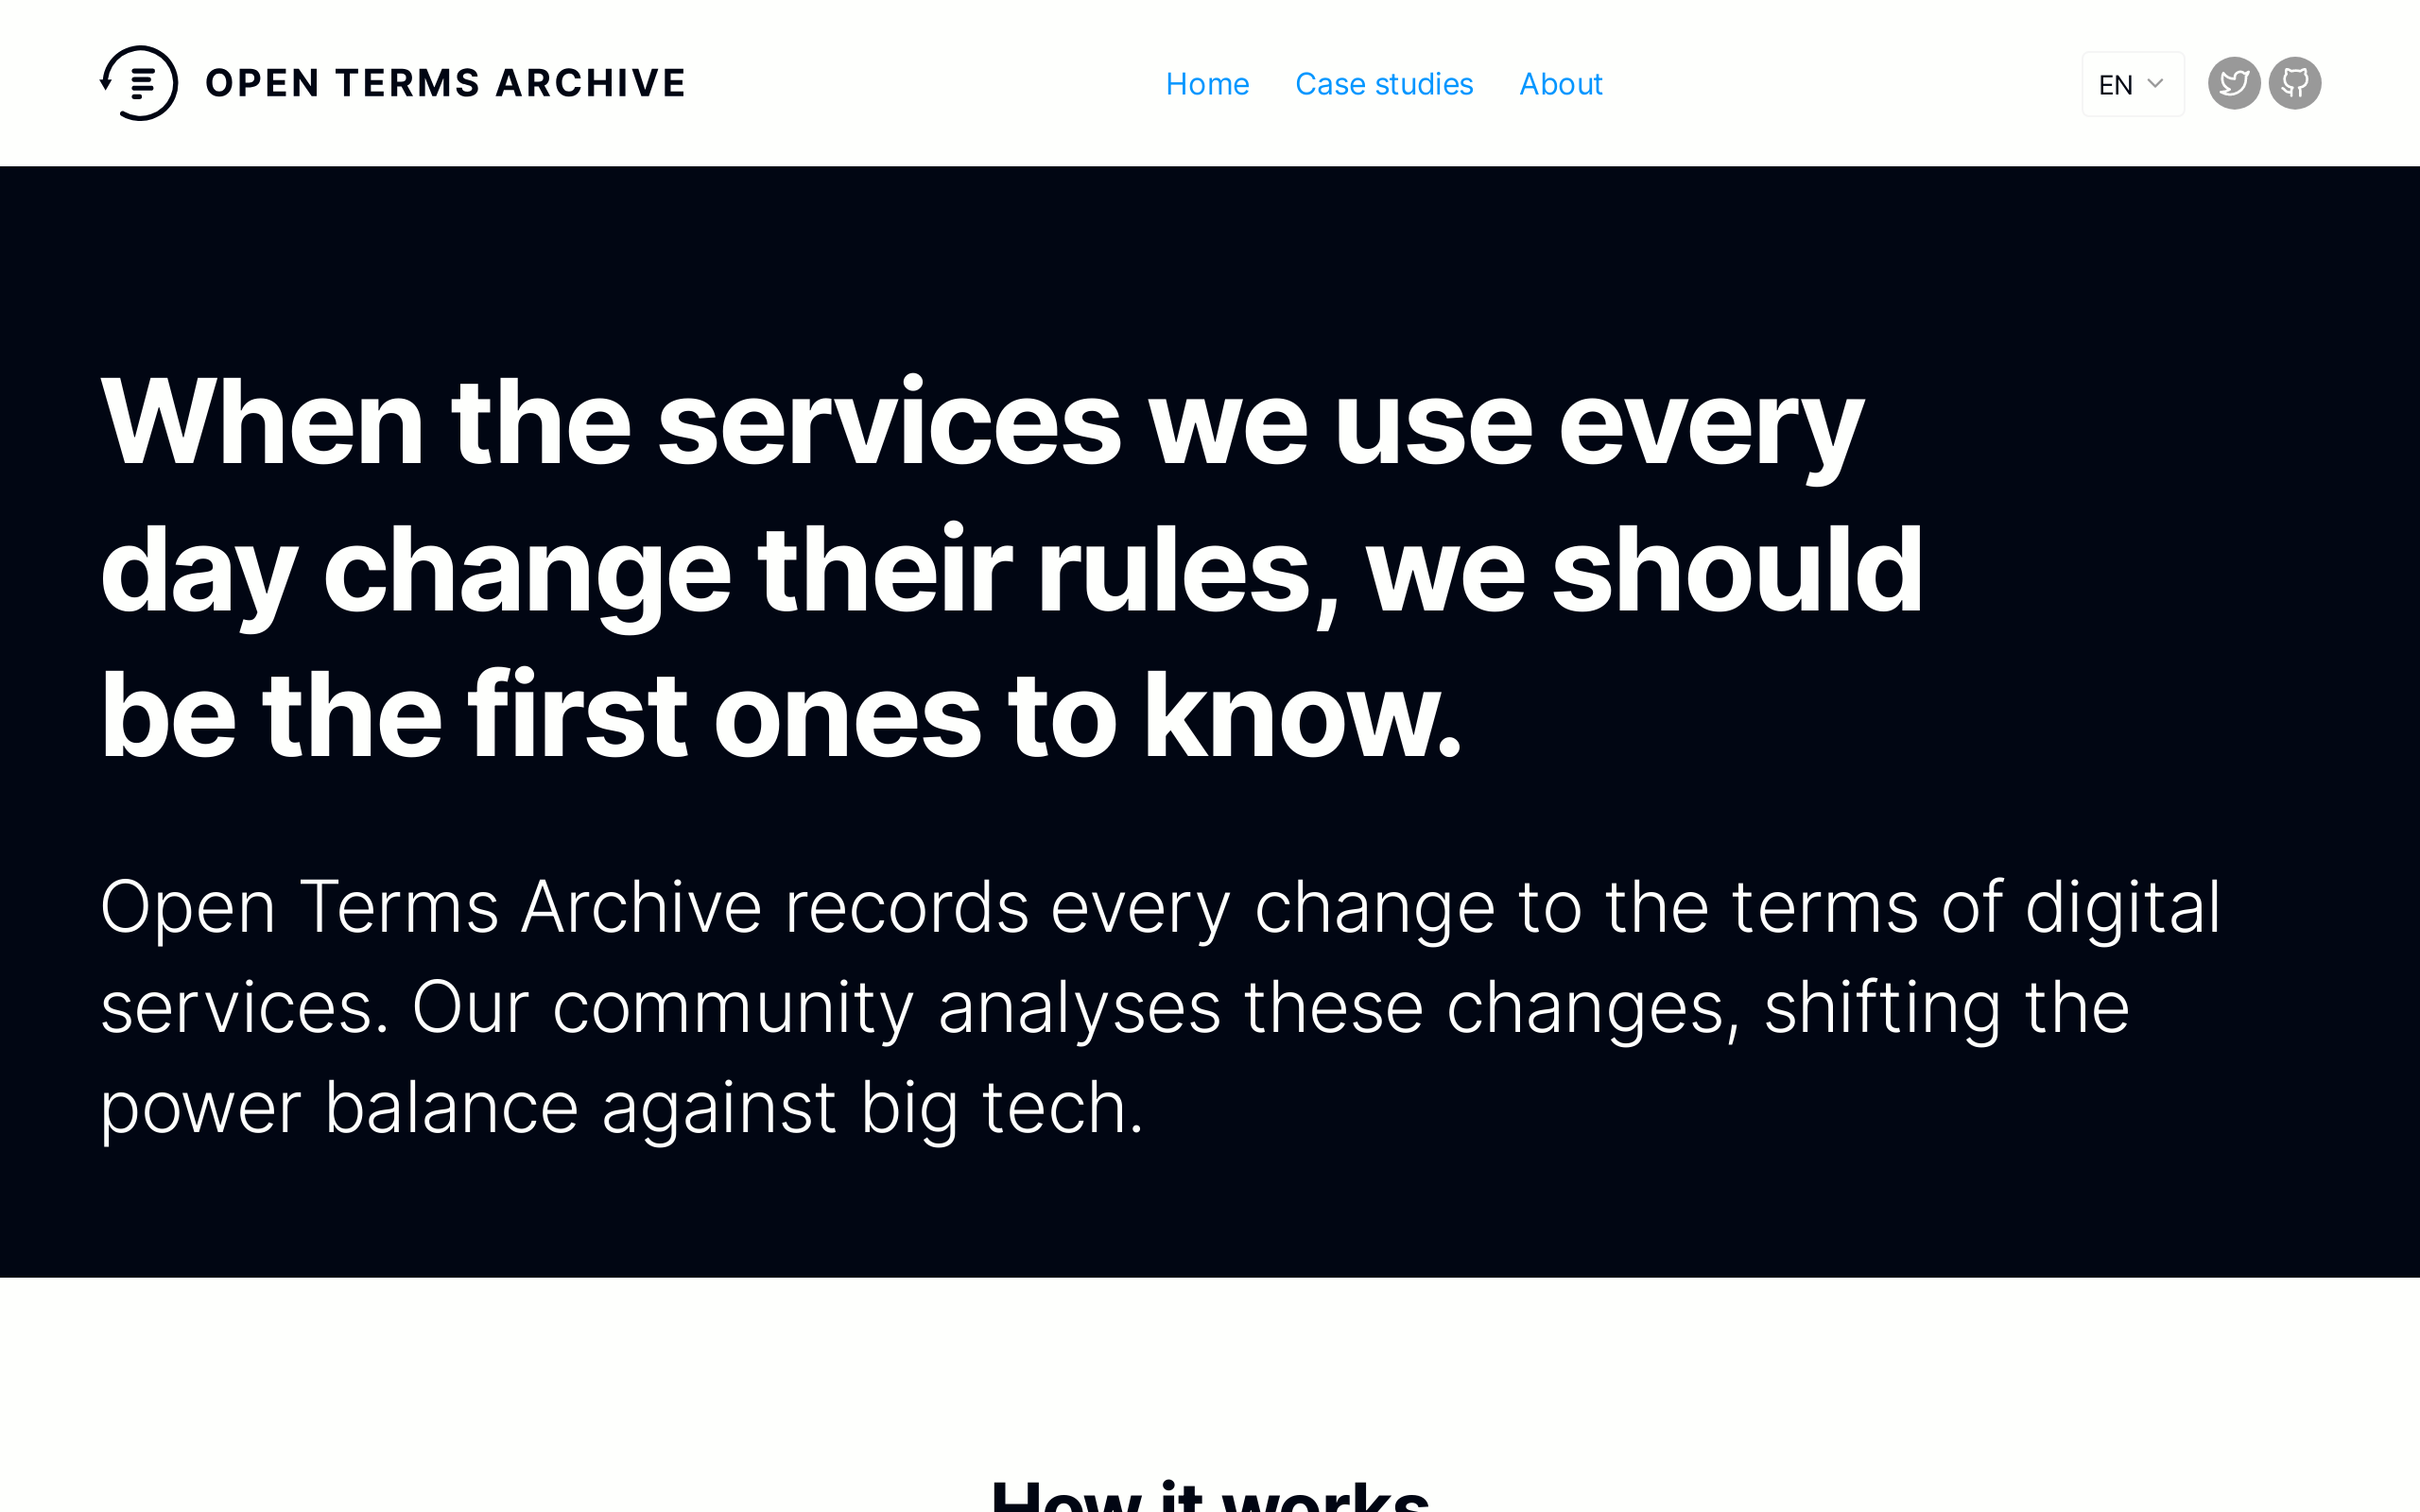 OPEN TERMS ARCHIVE
Home Case studies About
EN
When the services we use every
day change their rules, we should
be the first ones to know.
Open Terms Archive records every change to the terms of digital
services. Our community analyses these changes, shifting the
power balance against big tech.
How it works